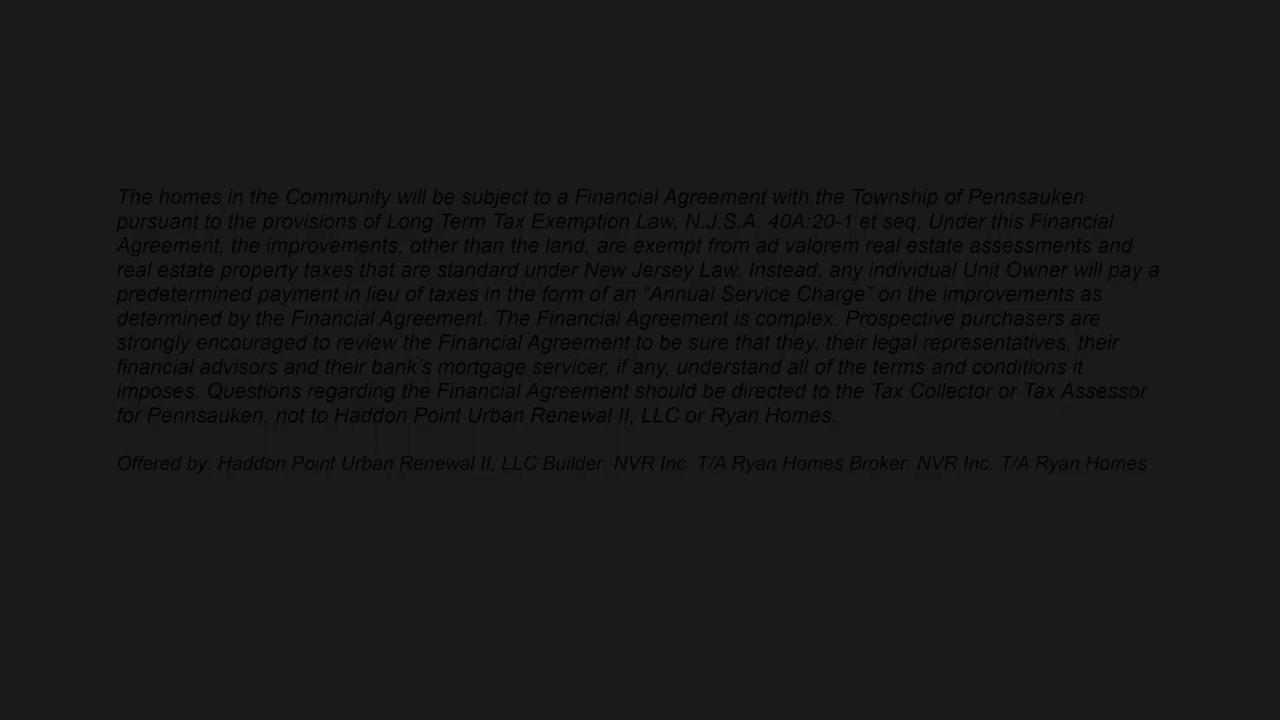 The homes in the Community will be subject to a Financial Agreement with the Township of Pennsauken
pursuant to the provisions of Long Term Tax Exemption Law, N.J.S.A. 40A:20-1 et seq. Under this Financial
Agreement, the improvements, other than the land, are exempt from ad valorem real estate assessments and
real estate property taxes that are standard under New Jersey Law. Instead, any individual Unit Owner will pay a
predetermined payment in lieu of taxes in the form of an “Annual Service Charge” on the improvements as
determined by the Financial Agreement. The Financial Agreement is complex. Prospective purchasers are
strongly encouraged to review the Financial Agreement to be sure that they, their legal representatives, their
financial advisors and their bank’s mortgage servicer, if any, understand all of the terms and conditions it
imposes. Questions regarding the Financial Agreement should be directed to the Tax Collector or Tax Assessor
for Pennsauken, not to Haddon Point Urban Renewal II, LLC or Ryan Homes.
Offered by: Haddon Point Urban Renewal II, LLC Builder: NVR Inc. T/A Ryan Homes Broker: NVR Inc. T/A Ryan Homes